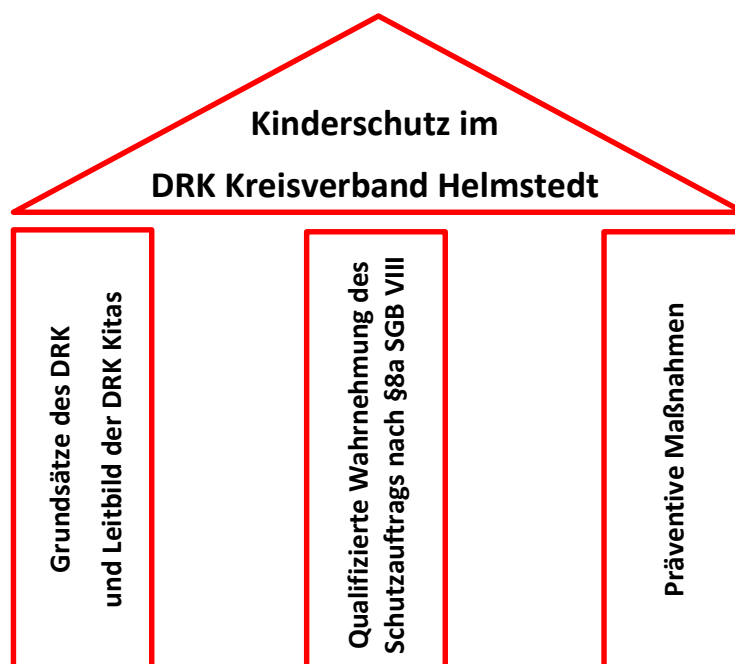 Kinderschutz im
DRK Kreisverband Helmstedt
Grundsätze des DRK
und Leitbild der DRK Kitas
Qualifizierte Wahrnehmung des
Schutzauftrags nach §8a SGB VIII
Präventive Maßnahmen